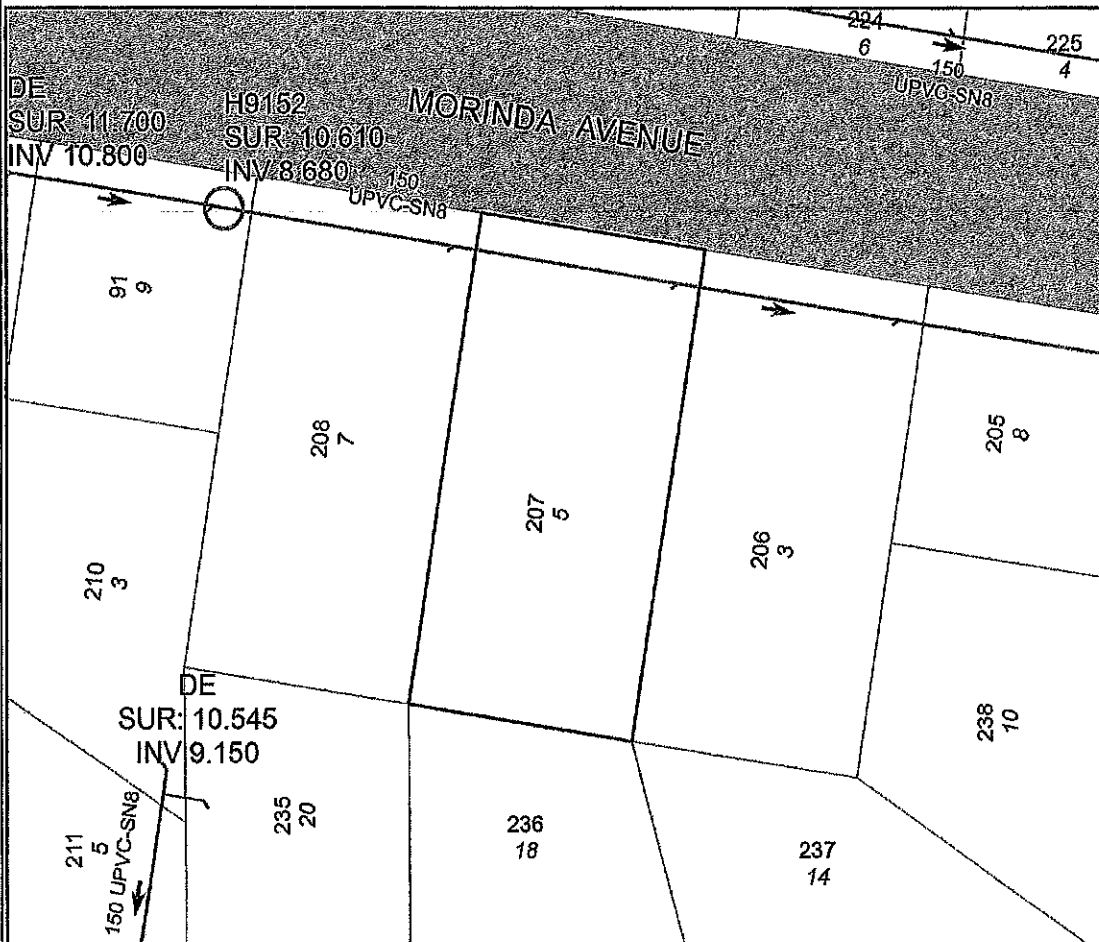 224
6
150
UPVC-SN8
225
4
DE
SUR: 11.700
INV 10.800
H9152
SUR: 10.610
INV 8.680
MORINDA AVENUE
150
UPVC-SN8
91
9
208
7
207
5
206
3
205
8
210
3
DE
SUR: 10.545
INV 9.150
238
10
211
5
150 UPVC-SN8
235
20
236
18
237
14